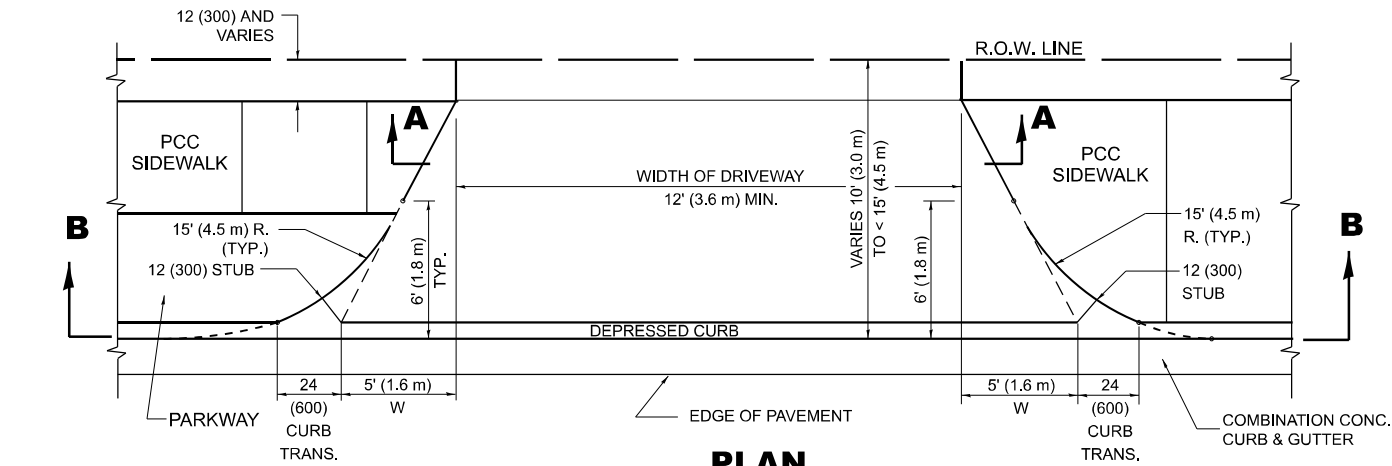 12 (300) AND
VARIES
R.O.W. LINE
A
A
PCC
SIDEWALK
WIDTH OF DRIVEWAY
12' (3.6 m) MIN.
VARIES 10' (3.0 m)
TO < 15' (4.5 m)
PCC
SIDEWALK
B
B
15' (4.5 m) R.
(TYP.)
12 (300) STUB
6' (1.8 m)
TYP.
6' (1.8 m)
15' (4.5 m)
R. (TYP.)
12 (300)
STUB
DEPRESSED CURB
24
(600)
CURB
TRANS.
5' (1.6 m)
W
5' (1.6 m)
W
24
(600)
CURB
TRANS.
PARKWAY
EDGE OF PAVEMENT
COMBINATION CONC.
CURB & GUTTER
PLAN